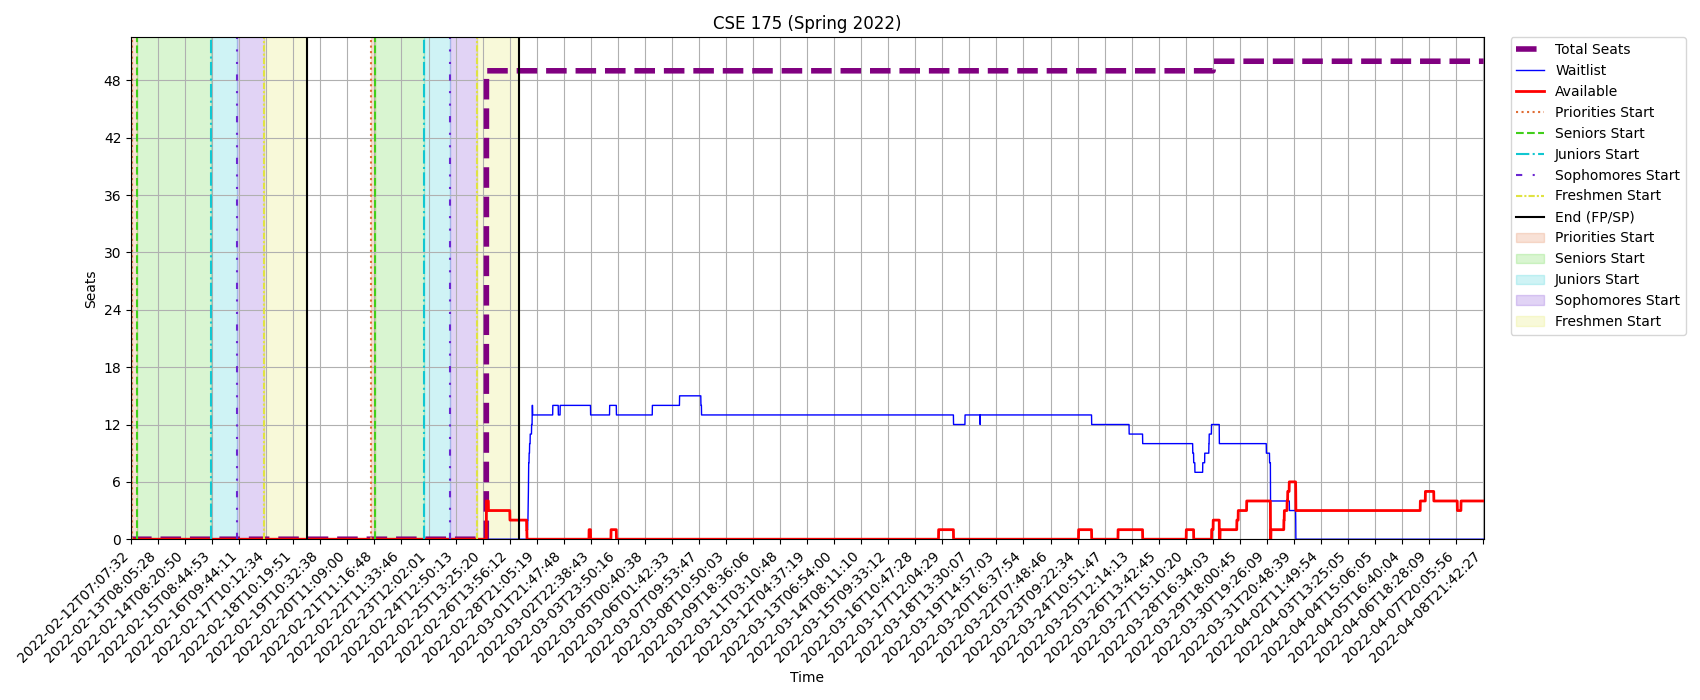 CSE 175 (Spring 2022)
Total Seats
Waitlist
Available
Priorities Start
Seniors Start
Juniors Start
Sophomores Start
Freshmen Start
End (FP/SP)
Priorities Start
Seniors Start
Juniors Start
Sophomores Start
Freshmen Start
Seats
48
42
36
30
24
18
12
6
0
2022-02-12T07:07:32
2022-02-13T08:05:28
2022-02-14T08:20:50
2022-02-15T08:44:53
2022-02-16T09:44:11
2022-02-17T10:12:34
2022-02-18T10:19:51
2022-02-19T10:32:38
2022-02-20T11:09:00
2022-02-21T11:16:48
2022-02-22T11:33:46
2022-02-23T12:02:01
2022-02-24T12:50:13
2022-02-25T13:25:20
2022-02-26T23:56:12
2022-02-28T21:05:19
2022-03-01T21:47:48
2022-03-02T22:38:43
2022-03-03T23:50:16
2022-03-05T00:40:38
2022-03-06T01:42:33
2022-03-07T09:53:47
2022-03-08T10:50:03
2022-03-09T18:36:06
2022-03-11T03:10:48
2022-03-12T04:37:19
2022-03-13T06:54:00
2022-03-14T08:11:10
2022-03-15T09:33:12
2022-03-16T10:47:28
2022-03-17T12:04:29
2022-03-18T13:30:07
2022-03-19T14:57:03
2022-03-20T16:37:54
2022-03-22T07:48:46
2022-03-23T09:22:34
2022-03-24T10:51:47
2022-03-25T12:14:13
2022-03-26T13:42:45
2022-03-27T15:10:20
2022-03-28T16:34:03
2022-03-29T18:00:45
2022-03-30T19:26:09
2022-03-31T20:48:39
2022-04-02T11:49:54
2022-04-03T13:25:05
2022-04-04T15:06:05
2022-04-05T16:40:04
2022-04-06T18:28:09
2022-04-07T20:05:56
2022-04-08T21:42:27
Time